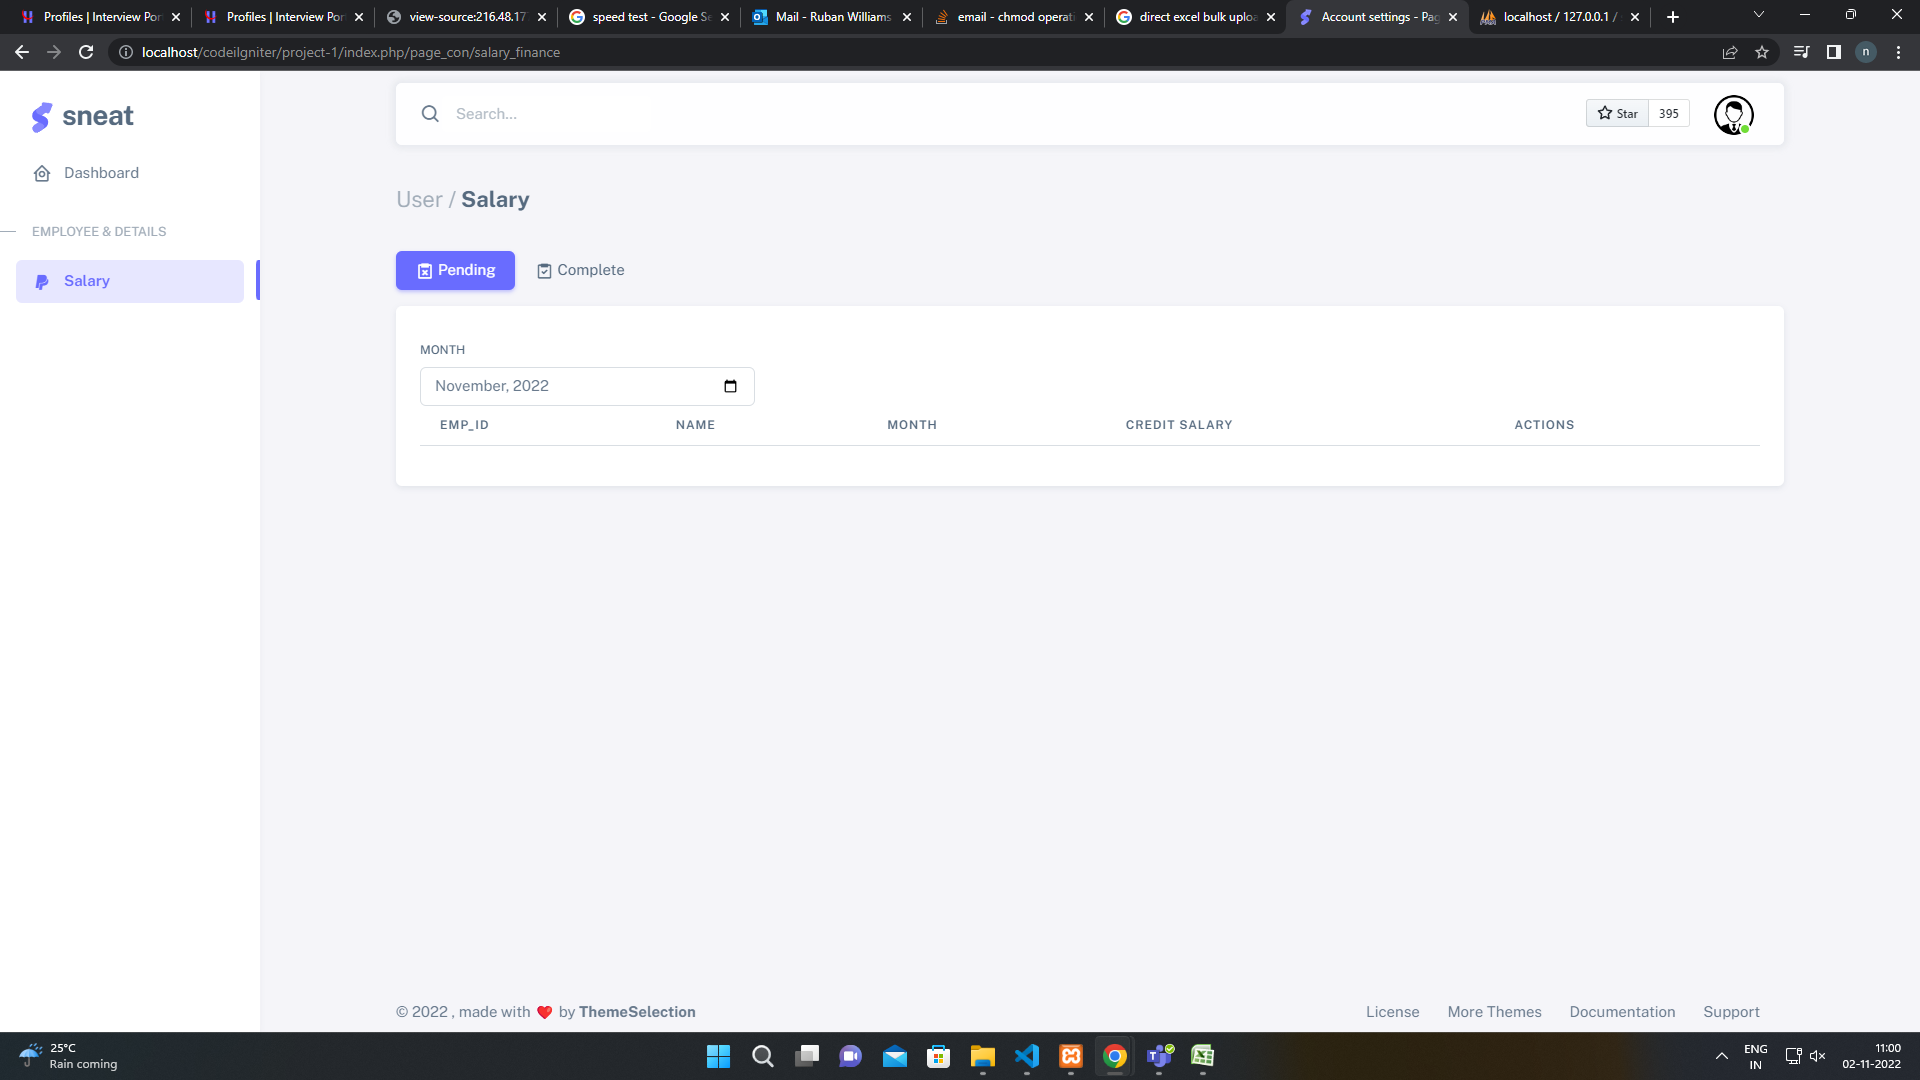 Profiles | Interview Por
Profiles | Interview Por
view-source:216.48.17
speed test - Google Se
Mail - Ruban Williams
email - chmod operati
direct excel bulk uploa
Account settings - Pag
localhost / 127.0.0.1 /
localhost/codeilgniter/project-1/index.php/page_con/salary_finance
n
sneat
Search...
Star
395
Dashboard
User / Salary
EMPLOYEE & DETAILS
Pending
Complete
Salary
MONTH
November, 2022
EMP_ID NAME MONTH CREDIT SALARY ACTIONS
© 2022 , made with ❤️ by ThemeSelection
License More Themes Documentation Support
25°C
Rain coming
ENG
IN
11:00
02-11-2022